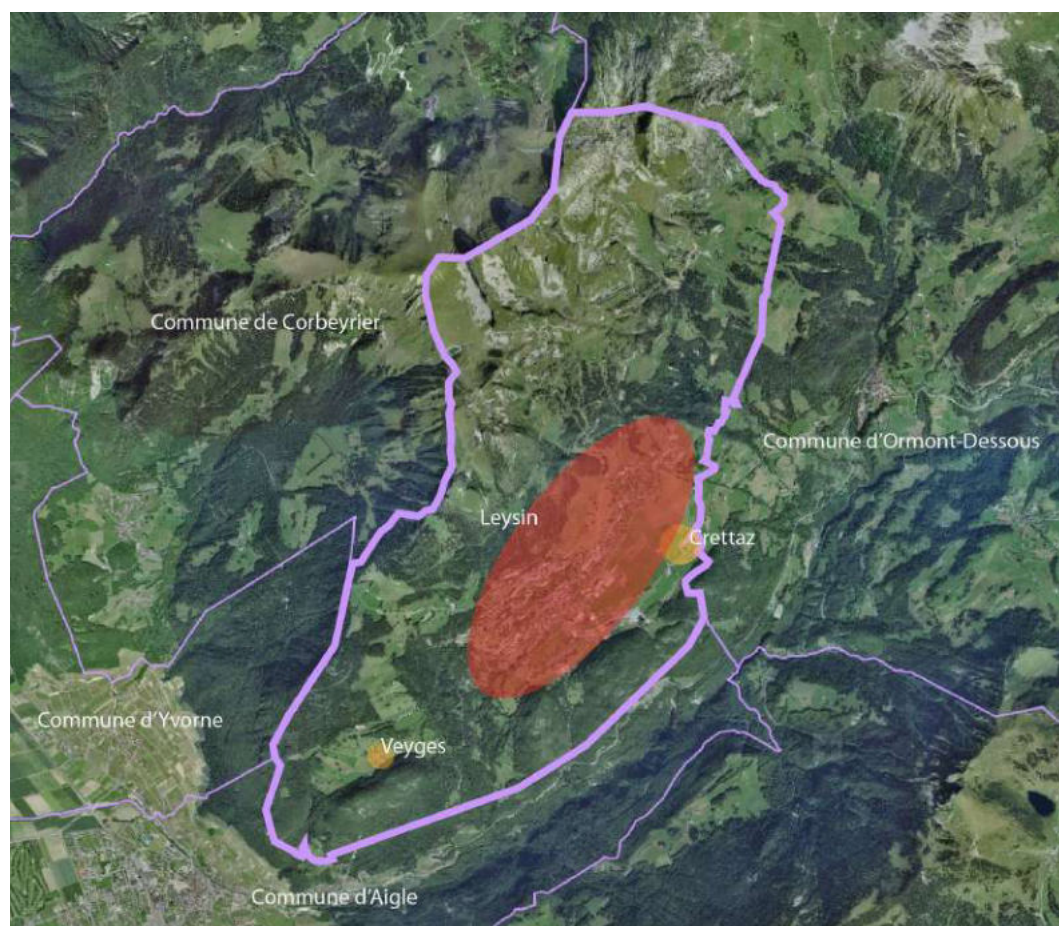 Commune de Corbeyrier
Commune d'Ormont-Dessous
Leysin
Crettaz
Commune d'Yvorne
Veyges
Commune d'Aigle